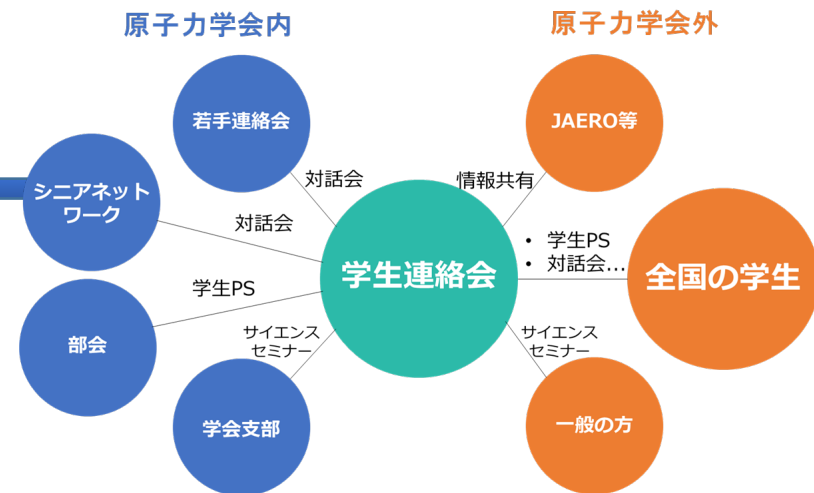 原子力学会内
原子力学会外
若手連絡会
JAERO等
対話会
情報共有
シニアネット
ワーク
対話会
学生連絡会
• 学生PS
• 対話会…
全国の学生
学生PS
部会
サイエンス
セミナー
サイエンス
セミナー
学会支部
一般の方